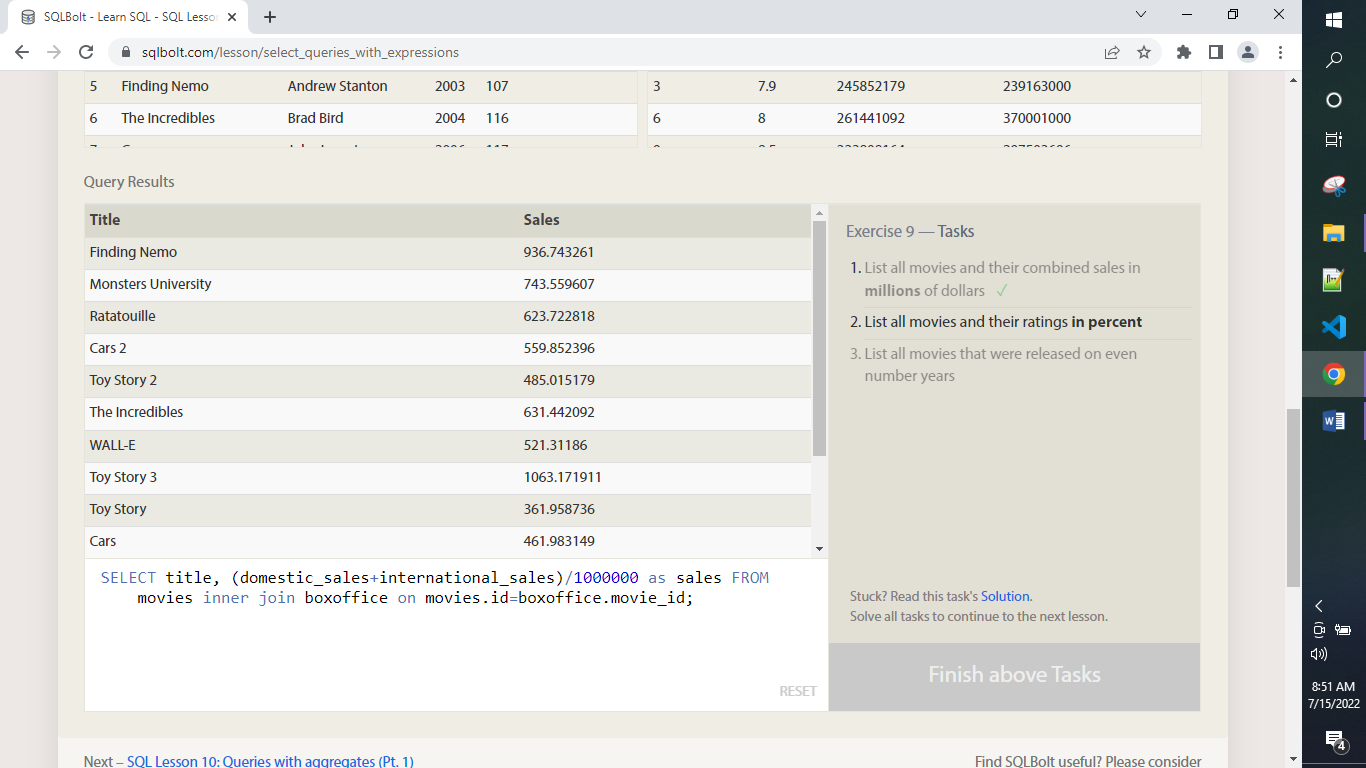 SQLBolt - Learn SQL - SQL Lesson
sqlbolt.com/lesson/select_queries_with_expressions
5 Finding Nemo Andrew Stanton 2003 107 3 7.9 245852179 239163000
6 The Incredibles Brad Bird 2004 116 6 8 261441092 370001000
Query Results
Title Sales
Finding Nemo 936.743261
Monsters University 743.559607
Ratatouille 623.722818
Cars 2 559.852396
Toy Story 2 485.015179
The Incredibles 631.442092
WALL-E 521.31186
Toy Story 3 1063.171911
Toy Story 361.958736
Cars 461.983149
Exercise 9 — Tasks
1. List all movies and their combined sales in
millions of dollars ✓
2. List all movies and their ratings in percent
3. List all movies that were released on even
number years
SELECT title, (domestic_sales+international_sales)/1000000 as sales FROM
movies inner join boxoffice on movies.id=boxoffice.movie_id;
RESET
Stuck? Read this task's Solution.
Solve all tasks to continue to the next lesson.
Finish above Tasks
Next – SQL Lesson 10: Queries with aggregates (Pt. 1)
Find SQLBolt useful? Please consider
8:51 AM
7/15/2022
4